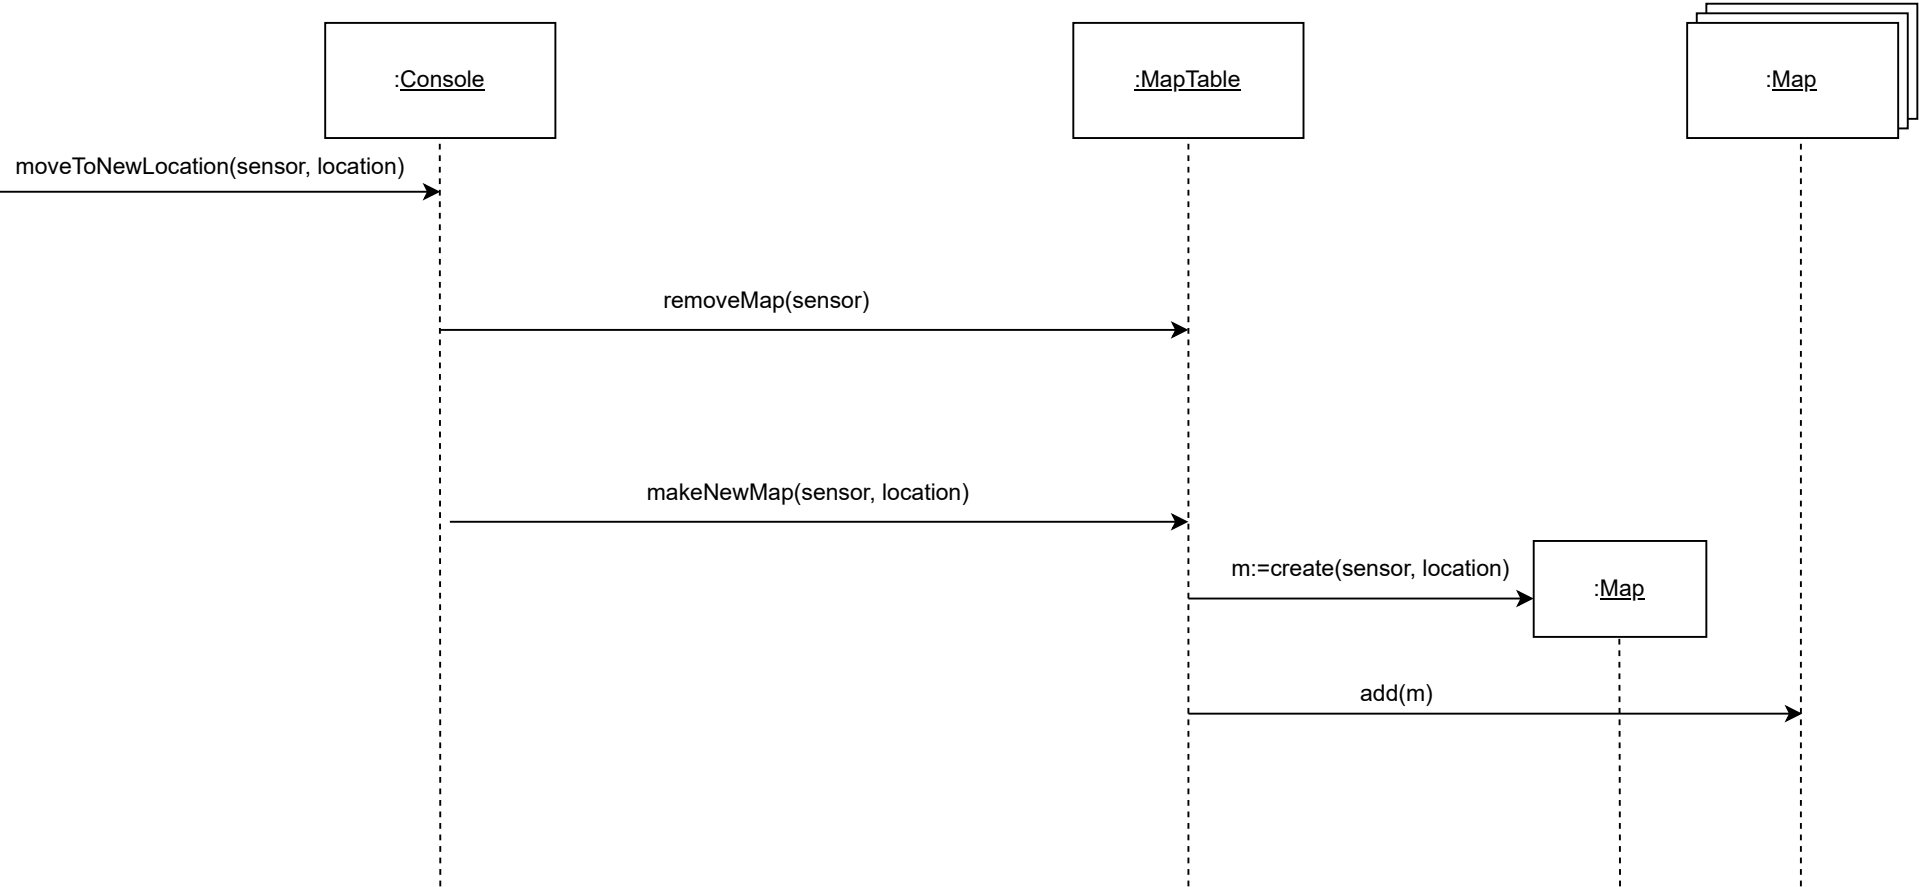 :Console
:MapTable
:Map
moveToNewLocation(sensor, location)
removeMap(sensor)
makeNewMap(sensor, location)
m:=create(sensor, location)
:Map
add(m)